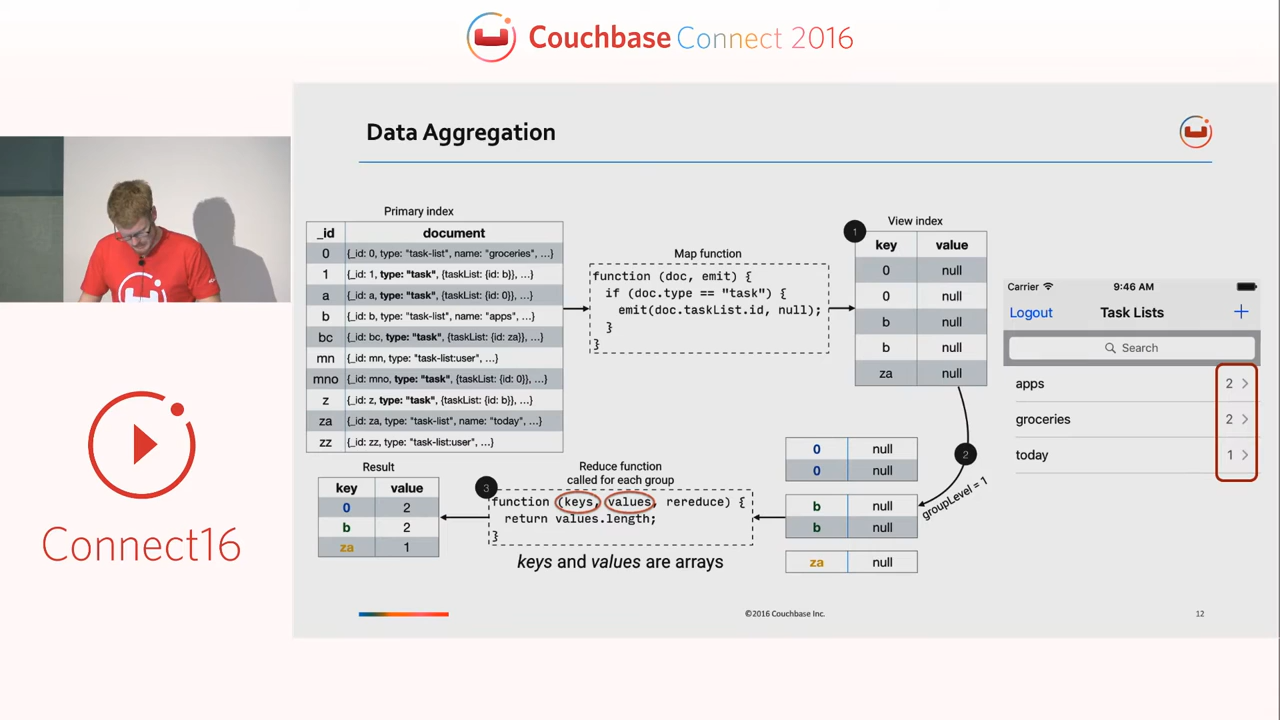 Couchbase Connect 2016
Data Aggregation
Primary index
_id document
0 {_id: 0, type: "task-list", name: "groceries", ...}
1 {_id: 1, type: "task", {taskList: {id: b}}, ...}
a {_id: a, type: "task", {taskList: {id: 0}}, ...}
b {_id: b, type: "task-list", name: "apps", ...}
bc {_id: bc, type: "task", {taskList: {id: za}}, ...}
mn {_id: mn, type: "task-list:user", ...}
mno {_id: mno, type: "task", {taskList: {id: 0}}, ...}
z {_id: z, type: "task", {taskList: {id: b}}, ...}
za {_id: za, type: "task-list", name: "today", ...}
zz {_id: zz, type: "task-list:user", ...}
Map function
function (doc, emit) {
if (doc.type == "task") {
emit(doc.taskList.id, null);
}
}
1
View index
key value
0 null
0 null
b null
b null
za null
2
groupLevel = 1
0 null
0 null
b null
b null
za null
Reduce function
called for each group
3
function (keys, values, rereduce) {
return values.length;
}
keys and values are arrays
Result
key value
0 2
b 2
za 1
Carrier 9:46 AM
Logout Task Lists +
Search
apps 2
groceries 2
today 1
Connect16
©2016 Couchbase Inc.
12